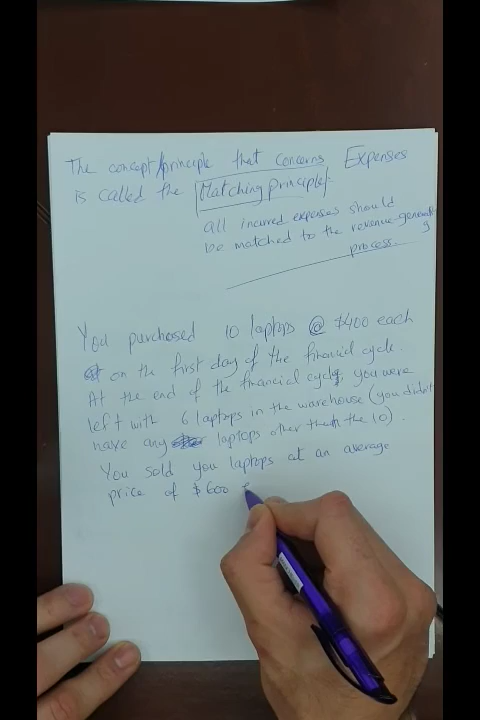 The concept/principle that concerns Expenses
is called the Matching principle
all incurred expenses should
be matched to the revenue-generating
process.
You purchased 10 laptops @ $400 each
on the first day of the financial cycle.
At the end of the financial cycle, you were
left with 6 laptops in the warehouse (you didn't
have any laptops other than the 10).
You sold you laptops at an average
price of $600